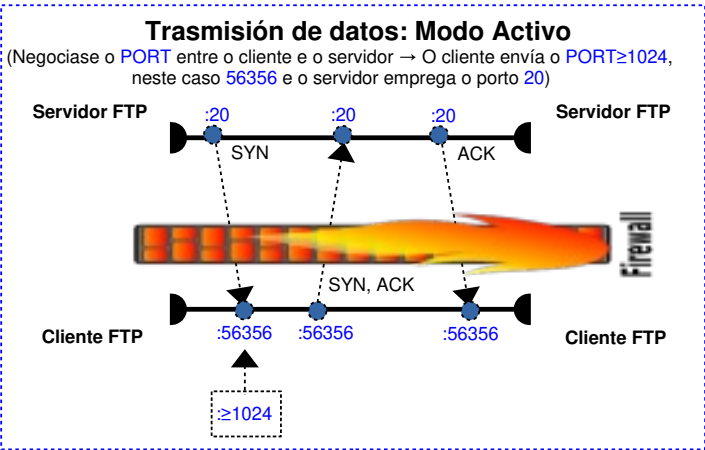 Trasmisión de datos: Modo Activo
(Negociase o PORT entre o cliente e o servidor → O cliente envía o PORT≥1024,
neste caso 56356 e o servidor emprega o porto 20)
Servidor FTP :20 :20 :20 Servidor FTP
SYN ACK
Firewall
SYN, ACK
Cliente FTP :56356 :56356 :56356 Cliente FTP
:≥1024